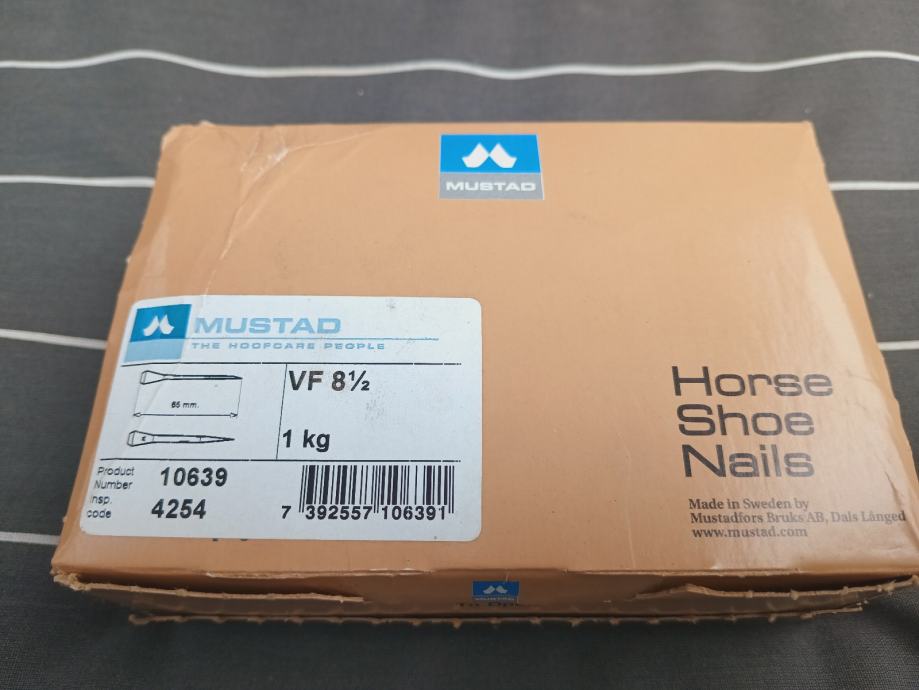 MUSTAD
MUSTAD
THE HOOFCARE PEOPLE
VF 8½
65 mm.
1 kg
Product Number 10639
Insp. code 4254
7 392557 106391
Horse
Shoe
Nails
Made in Sweden by
Mustadfors Bruks AB, Dals Långed
www.mustad.com
MUSTAD